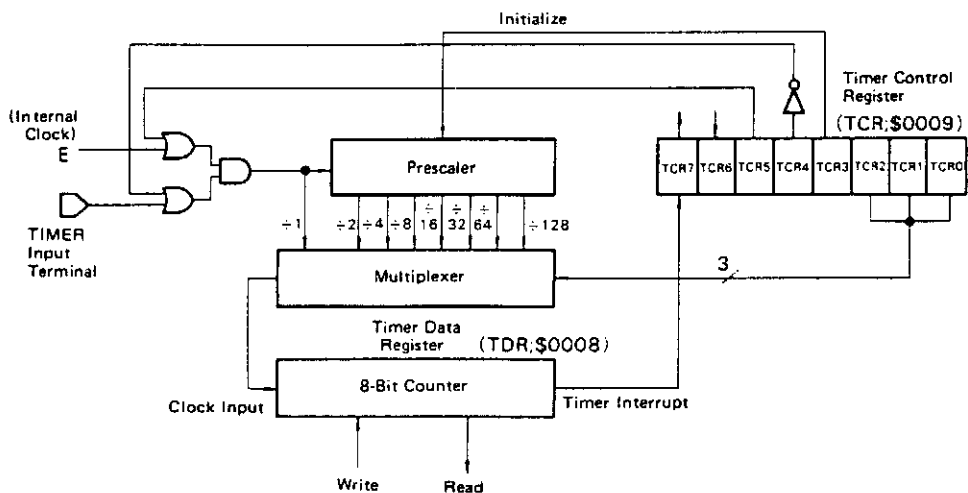 Initialize
Timer Control
Register
(TCR;$0009)
(Internal
Clock)
E
TIMER
Input
Terminal
Prescaler
TCR7 TCR6 TCR5 TCR4 TCR3 TCR2 TCR1 TCR0
÷1 ÷2 ÷4 ÷8 ÷16 ÷32 ÷64 ÷128
Multiplexer
3
Timer Data
Register (TDR;$0008)
8-Bit Counter
Clock Input
Timer Interrupt
Write
Read